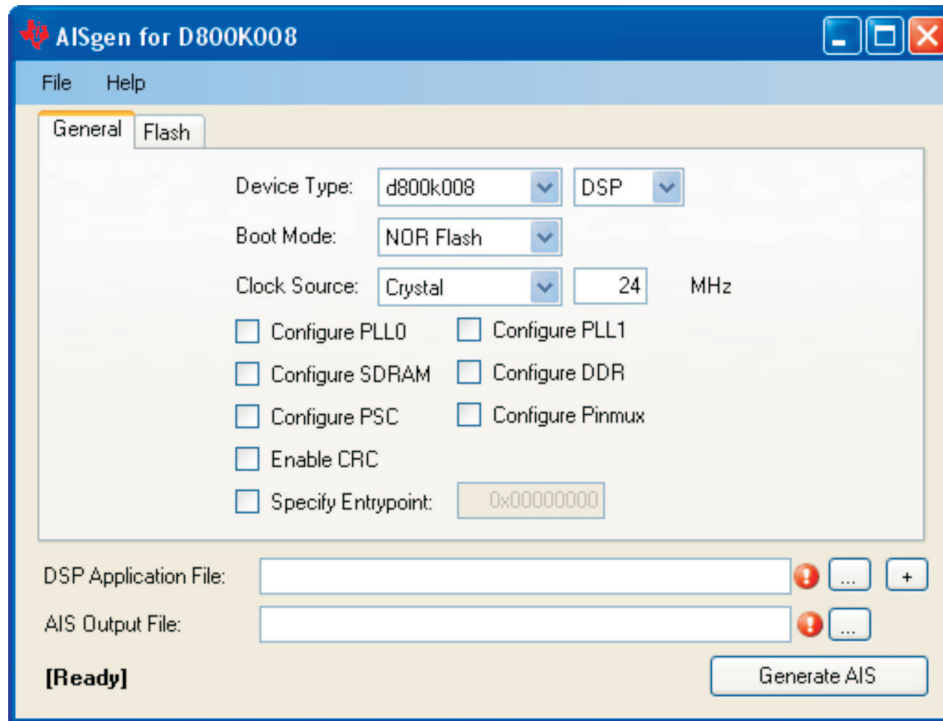 AISgen for D800K008
File Help
General Flash
Device Type: d800k008 DSP
Boot Mode: NOR Flash
Clock Source: Crystal 24 MHz
Configure PLL0 Configure PLL1
Configure SDRAM Configure DDR
Configure PSC Configure Pinmux
Enable CRC
Specify Entrypoint: 0x00000000
DSP Application File: ! ... +
AIS Output File: ! ...
[Ready] Generate AIS